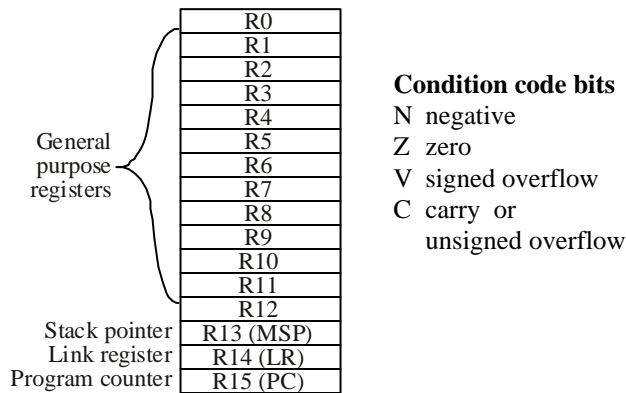 R0
R1
R2
R3
R4
R5
R6
R7
R8
R9
R10
R11
R12
R13 (MSP)
R14 (LR)
R15 (PC)
General
purpose
registers
Stack pointer
Link register
Program counter
Condition code bits
N negative
Z zero
V signed overflow
C carry or
unsigned overflow